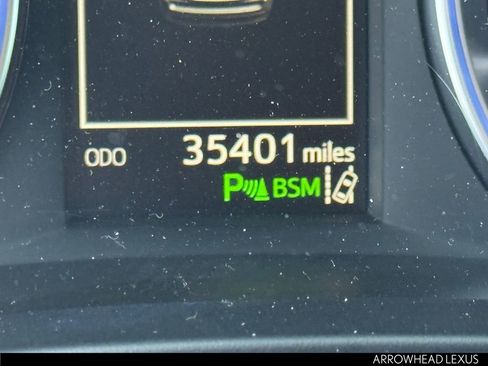 ODO 35401 miles
P BSM
ARROWHEAD LEXUS